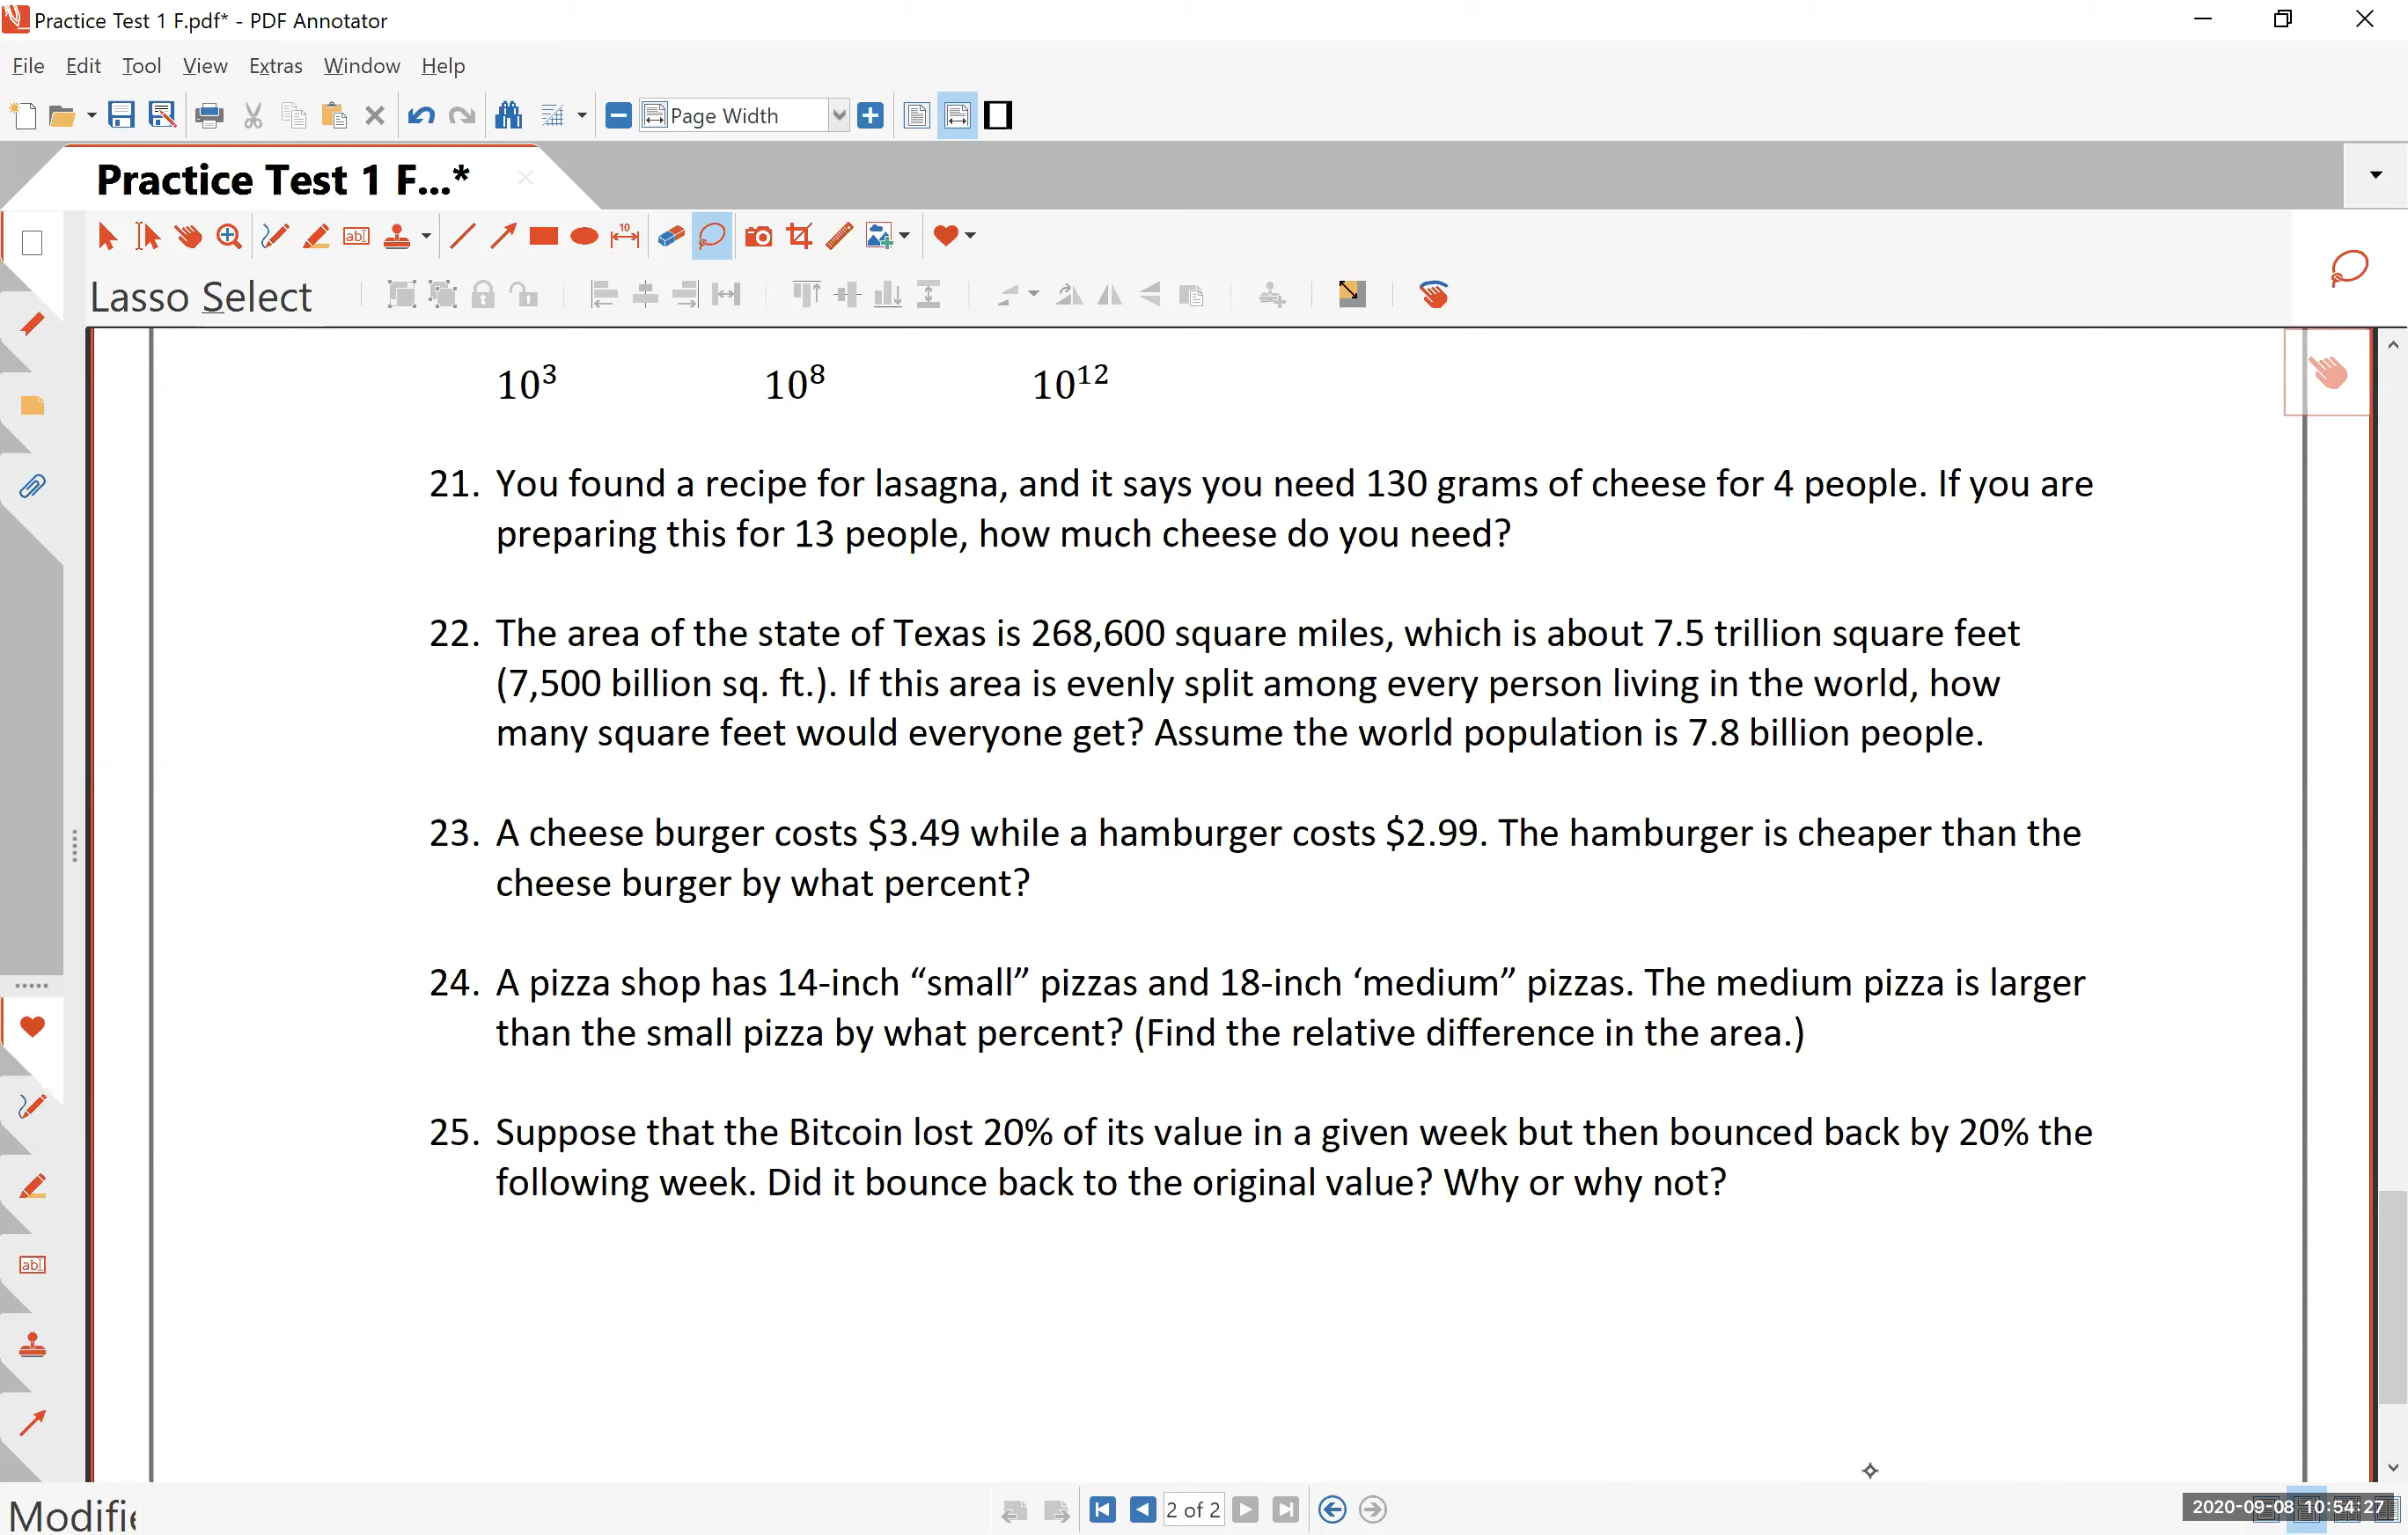 Practice Test 1 F.pdf* - PDF Annotator
File Edit Tool View Extras Window Help
Page Width
Practice Test 1 F...*
Lasso Select
10³ 10⁸ 10¹²
21. You found a recipe for lasagna, and it says you need 130 grams of cheese for 4 people. If you are
preparing this for 13 people, how much cheese do you need?
22. The area of the state of Texas is 268,600 square miles, which is about 7.5 trillion square feet
(7,500 billion sq. ft.). If this area is evenly split among every person living in the world, how
many square feet would everyone get? Assume the world population is 7.8 billion people.
23. A cheese burger costs $3.49 while a hamburger costs $2.99. The hamburger is cheaper than the
cheese burger by what percent?
24. A pizza shop has 14-inch “small” pizzas and 18-inch ‘medium” pizzas. The medium pizza is larger
than the small pizza by what percent? (Find the relative difference in the area.)
25. Suppose that the Bitcoin lost 20% of its value in a given week but then bounced back by 20% the
following week. Did it bounce back to the original value? Why or why not?
2 of 2
2020-09-08 10:54:27